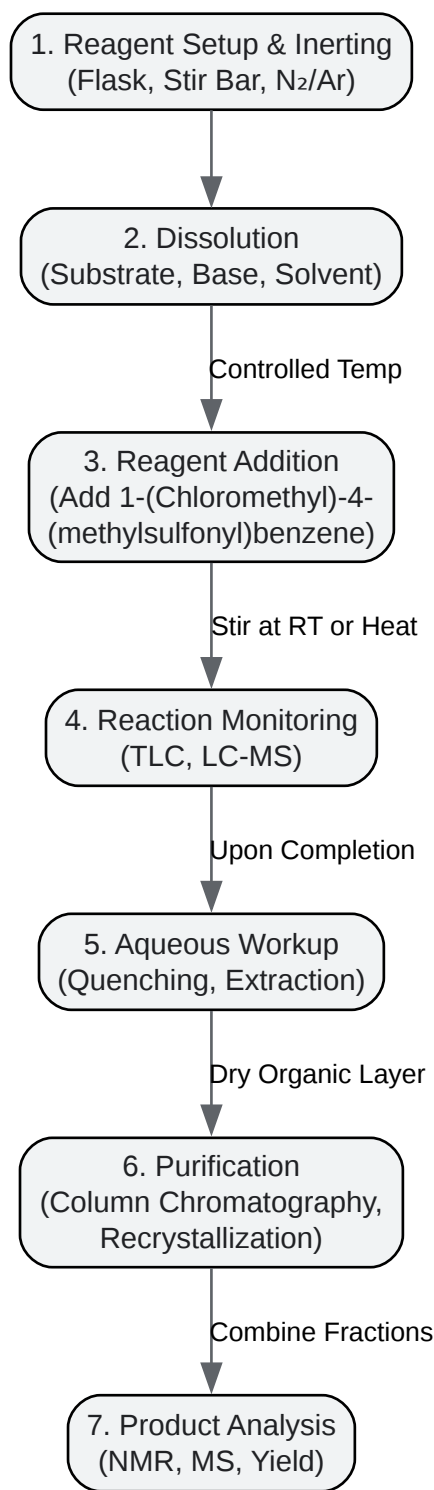 1. Reagent Setup & Inerting
(Flask, Stir Bar, N₂/Ar)
2. Dissolution
(Substrate, Base, Solvent)
Controlled Temp
3. Reagent Addition
(Add 1-(Chloromethyl)-4-
(methylsulfonyl)benzene)
Stir at RT or Heat
4. Reaction Monitoring
(TLC, LC-MS)
Upon Completion
5. Aqueous Workup
(Quenching, Extraction)
Dry Organic Layer
6. Purification
(Column Chromatography,
Recrystallization)
Combine Fractions
7. Product Analysis
(NMR, MS, Yield)